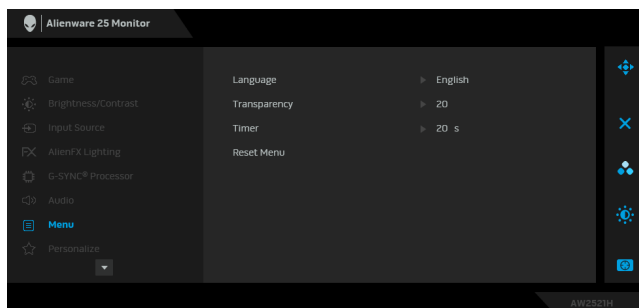 Alienware 25 Monitor
Game
Brightness/Contrast
Input Source
AlienFX Lighting
G-SYNC® Processor
Audio
Menu
Personalize
Language English
Transparency 20
Timer 20 s
Reset Menu
AW2521H